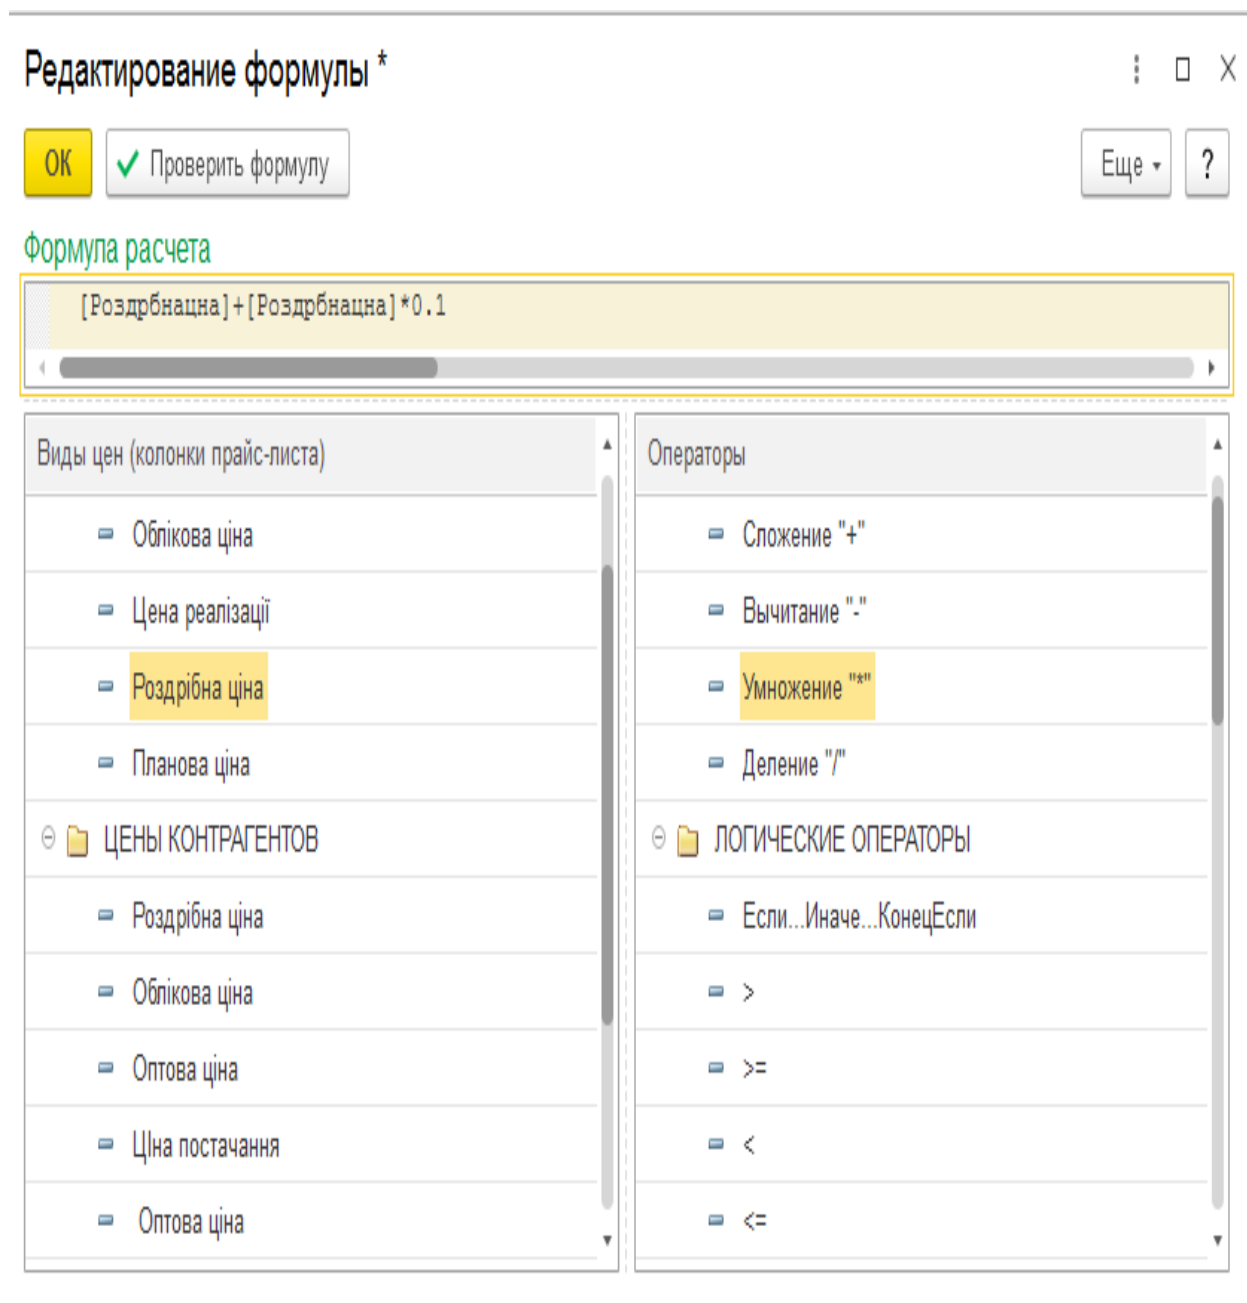 Редактирование формулы *
ОК
Проверить формулу
Еще
?
Формула расчета
[Роздрбнацна]+[Роздрбнацна]*0.1
Виды цен (колонки прайс-листа)
Облікова ціна
Цена реалізації
Роздрібна ціна
Планова ціна
ЦЕНЫ КОНТРАГЕНТОВ
Роздрібна ціна
Облікова ціна
Оптова ціна
ЦІна постачання
Оптова ціна
Операторы
Сложение "+"
Вычитание "-"
Умножение "*"
Деление "/"
ЛОГИЧЕСКИЕ ОПЕРАТОРЫ
Если...Иначе...КонецЕсли
>
>=
<
<=